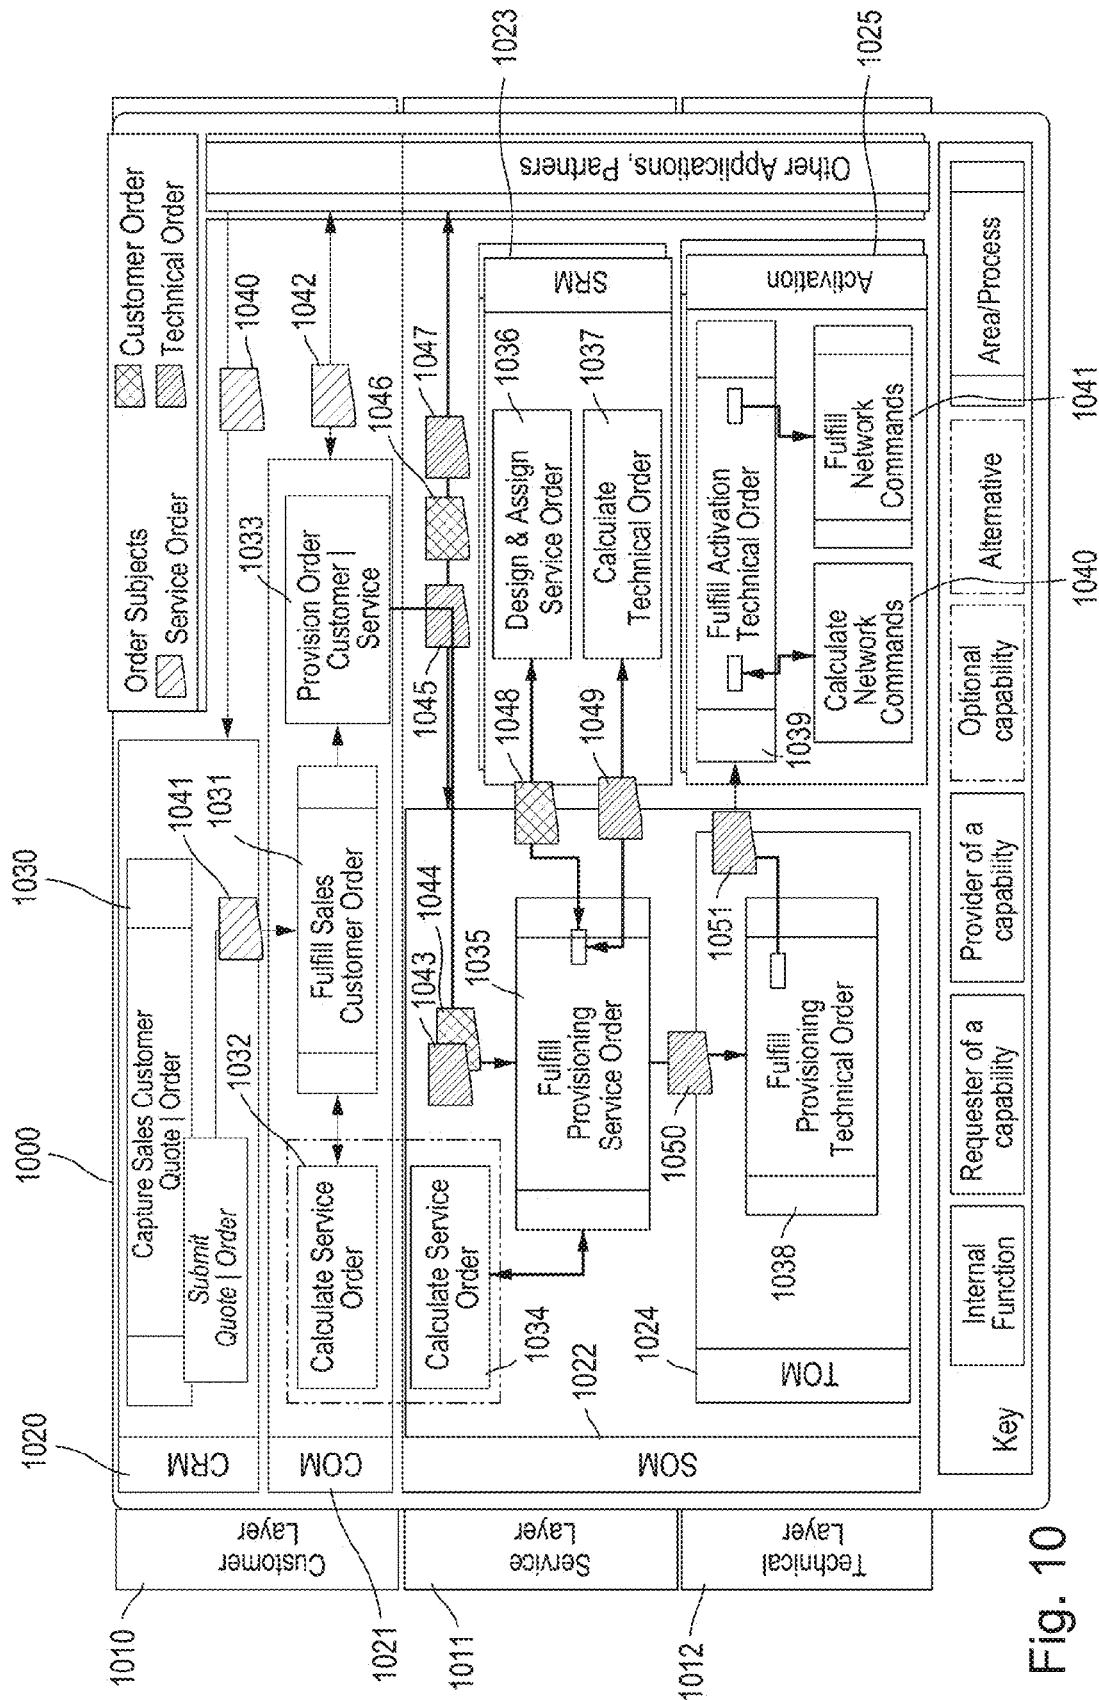 1000
1010
1020
1030
1040
1023
1025
Order Subjects
Customer Order
Service Order
Technical Order
Customer
Layer
CRM
Capture Sales Customer
Quote | Order
Submit
Quote | Order
1041
1031
1032
1033
1042
1021
COM
Calculate Service
Order
Fulfill Sales
Customer Order
Provision Order
Customer |
Service
1046
1047
1045
1044
1043
1011
Service
Layer
SOM
Calculate Service
Order
1034
1022
1035
Fulfill
Provisioning
Service Order
1048
1049
Design & Assign
Service Order
1036
Calculate
Technical Order
1037
SRM
Other Applications, Partners
1012
Technical
Layer
1024
TOM
1038
1050
Fulfill
Provisioning
Technical Order
1051
1039
Fulfill Activation
Technical Order
Calculate
Network
Commands
1040
Fulfill
Network
Commands
1041
Activation
Key
Internal
Function
Requester of a
capability
Provider of a
capability
Optional
capability
Alternative
Area/Process
Fig. 10